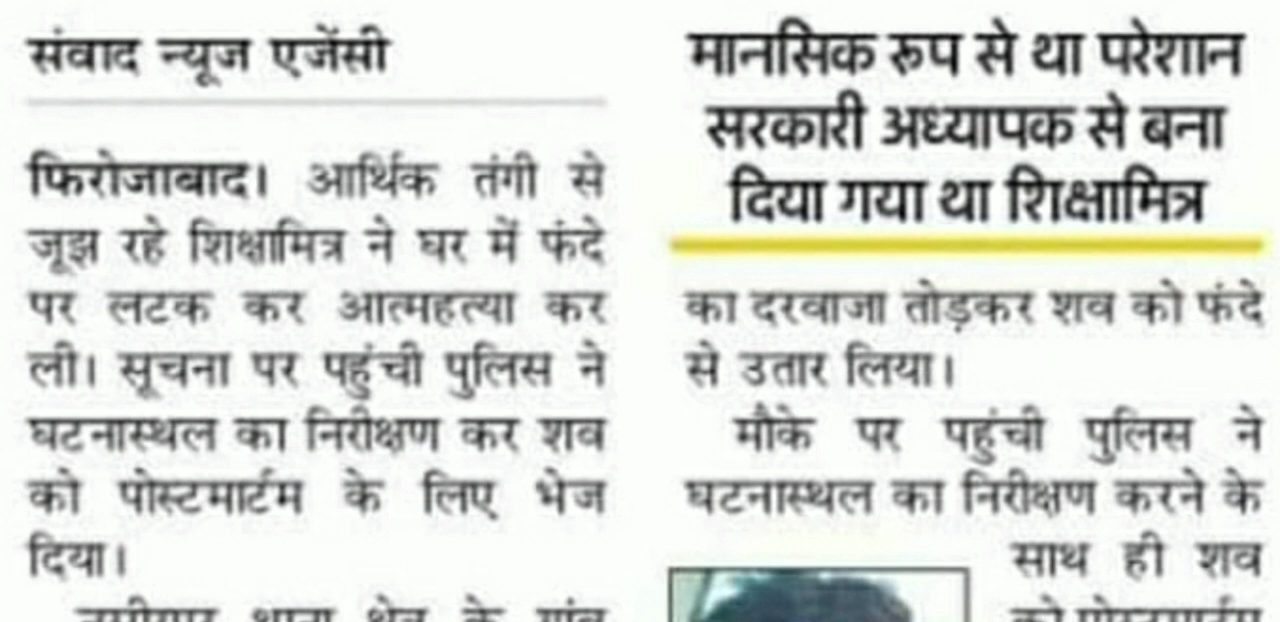 संवाद न्यूज एजेंसी
फिरोजाबाद। आर्थिक तंगी से
जूझ रहे शिक्षामित्र ने घर में फंदे
पर लटक कर आत्महत्या कर
ली। सूचना पर पहुंची पुलिस ने
घटनास्थल का निरीक्षण कर शव
को पोस्टमार्टम के लिए भेज
दिया।
थाना क्षेत्र के गांव
मानसिक रूप से था परेशान
सरकारी अध्यापक से बना
दिया गया था शिक्षामित्र
का दरवाजा तोड़कर शव को फंदे
से उतार लिया।
मौके पर पहुंची पुलिस ने
घटनास्थल का निरीक्षण करने के
साथ ही शव
को पोस्टमार्टम